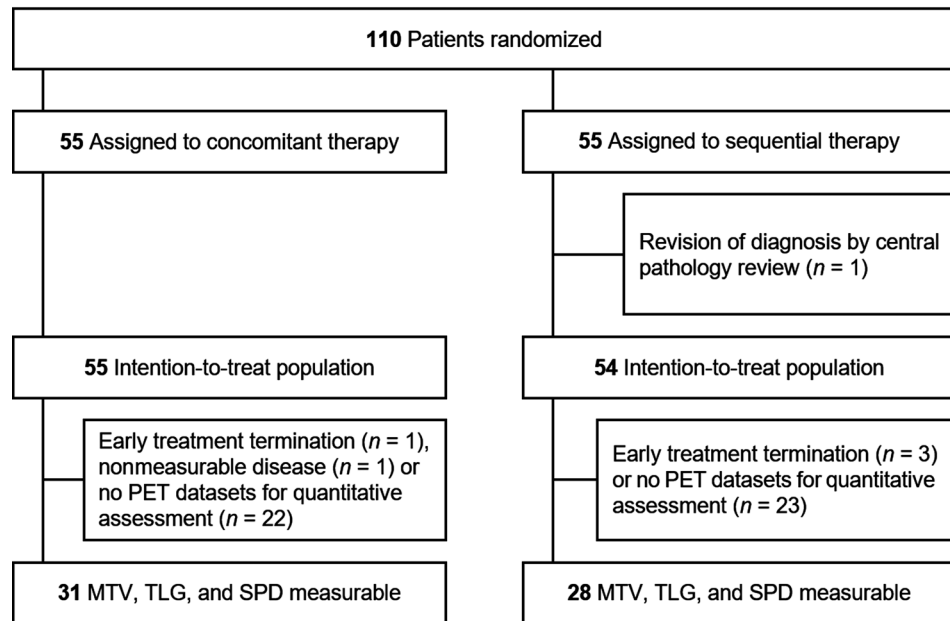 110 Patients randomized
55 Assigned to concomitant therapy
55 Assigned to sequential therapy
Revision of diagnosis by central
pathology review (n = 1)
55 Intention-to-treat population
54 Intention-to-treat population
Early treatment termination (n = 1),
nonmeasurable disease (n = 1) or
no PET datasets for quantitative
assessment (n = 22)
Early treatment termination (n = 3)
or no PET datasets for quantitative
assessment (n = 23)
31 MTV, TLG, and SPD measurable
28 MTV, TLG, and SPD measurable